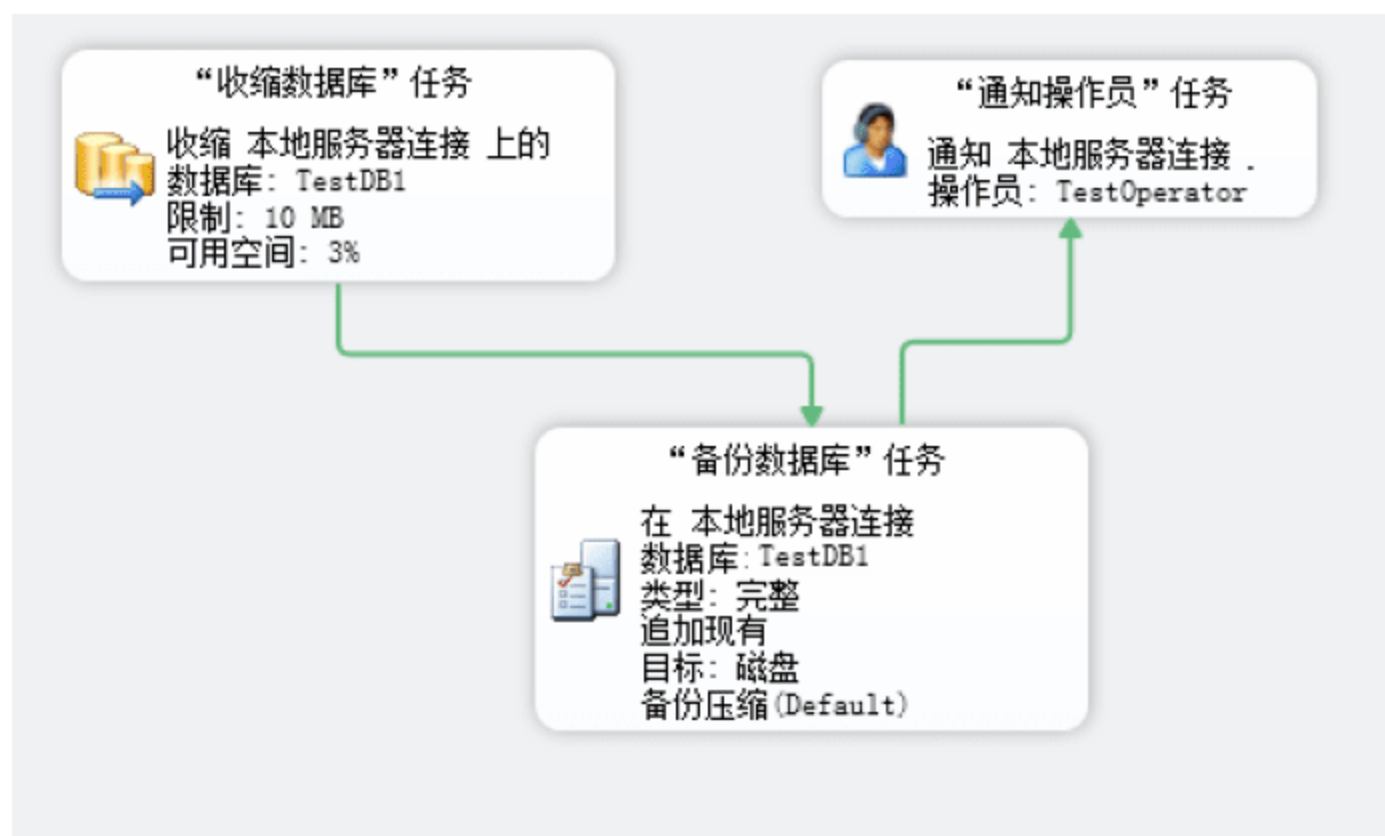 “收缩数据库”任务
收缩 本地服务器连接 上的
数据库: TestDB1
限制: 10 MB
可用空间: 3%
“通知操作员”任务
通知 本地服务器连接 .
操作员: TestOperator
“备份数据库”任务
在 本地服务器连接
数据库:TestDB1
类型: 完整
追加现有
目标: 磁盘
备份压缩(Default)